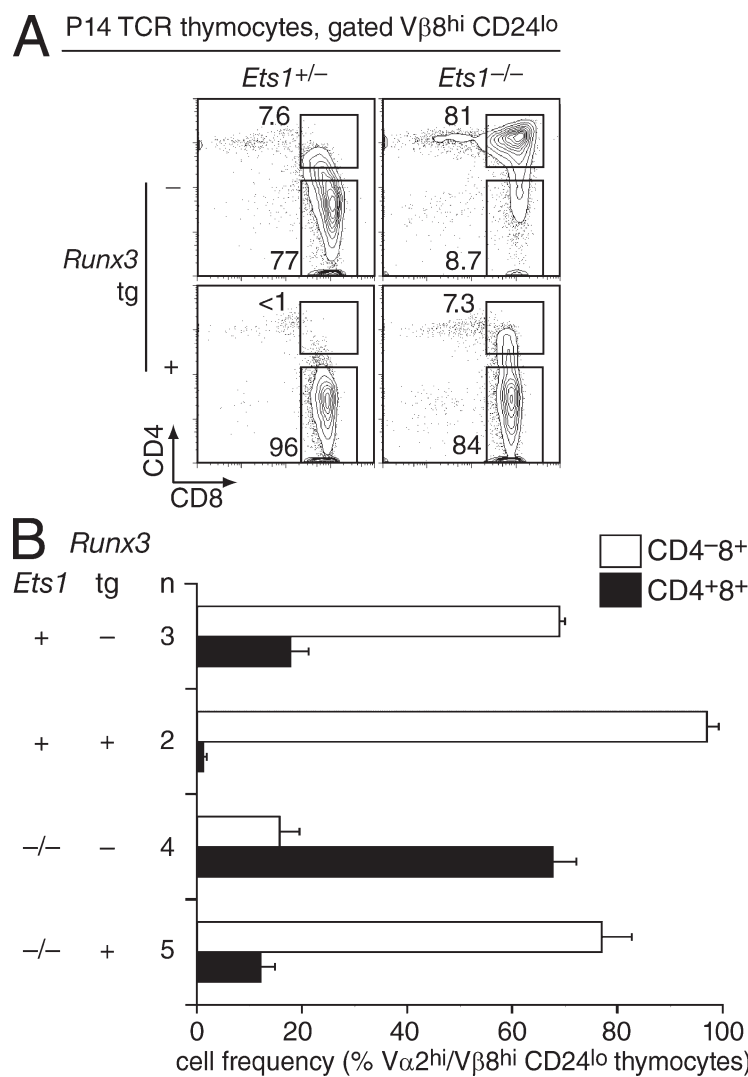 A P14 TCR thymocytes, gated Vβ8hi CD24lo
Ets1+/– Ets1–/–
7.6 81
–
77 8.7
Runx3
tg
<1 7.3
+
96 84
CD4
CD8
B Runx3
Ets1 tg n
CD4–8+
CD4+8+
+ – 3
+ + 2
–/– – 4
–/– + 5
0 20 40 60 80 100
cell frequency (% Vα2hi/Vβ8hi CD24lo thymocytes)